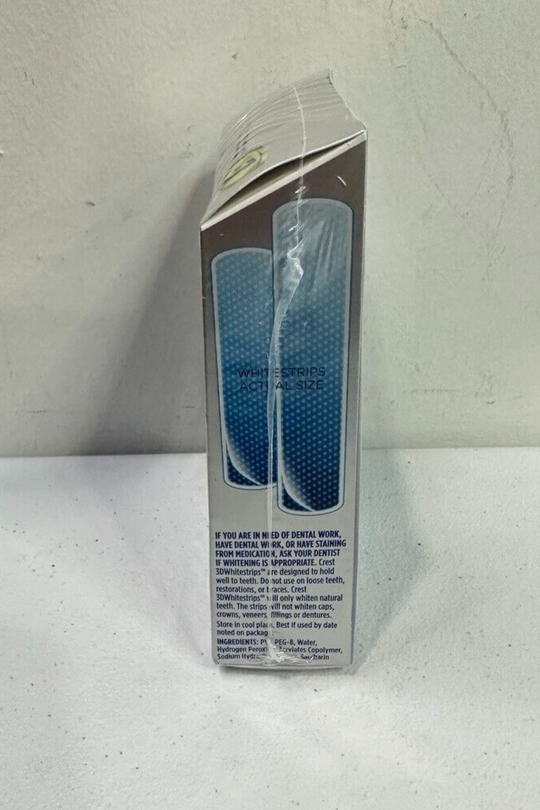 WHITESTRIPS
ACTUAL SIZE
IF YOU ARE IN NEED OF DENTAL WORK,
HAVE DENTAL WORK, OR HAVE STAINING
FROM MEDICATION, ASK YOUR DENTIST
IF WHITENING IS APPROPRIATE. Crest
3DWhitestrips™ are designed to hold
well to teeth. Do not use on loose teeth,
restorations, or braces. Crest
3DWhitestrips™ will only whiten natural
teeth. The strips will not whiten caps,
crowns, veneers, fillings or dentures.
Store in cool place. Best if used by date
noted on package.
INGREDIENTS: PEG-8, Water,
Hydrogen Peroxide, Acrylates Copolymer,
Sodium Saccharin